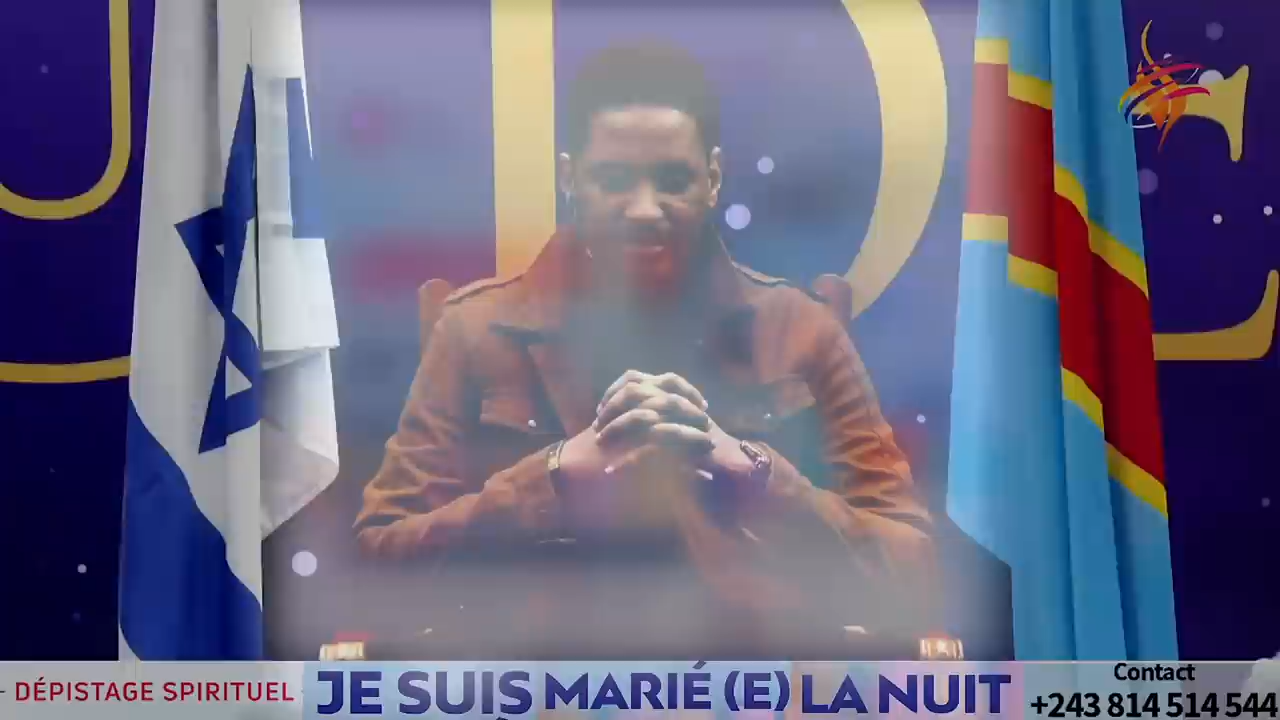 DÉPISTAGE SPIRITUEL
JE SUIS MARIÉ (E) LA NUIT
Contact
+243 814 514 544